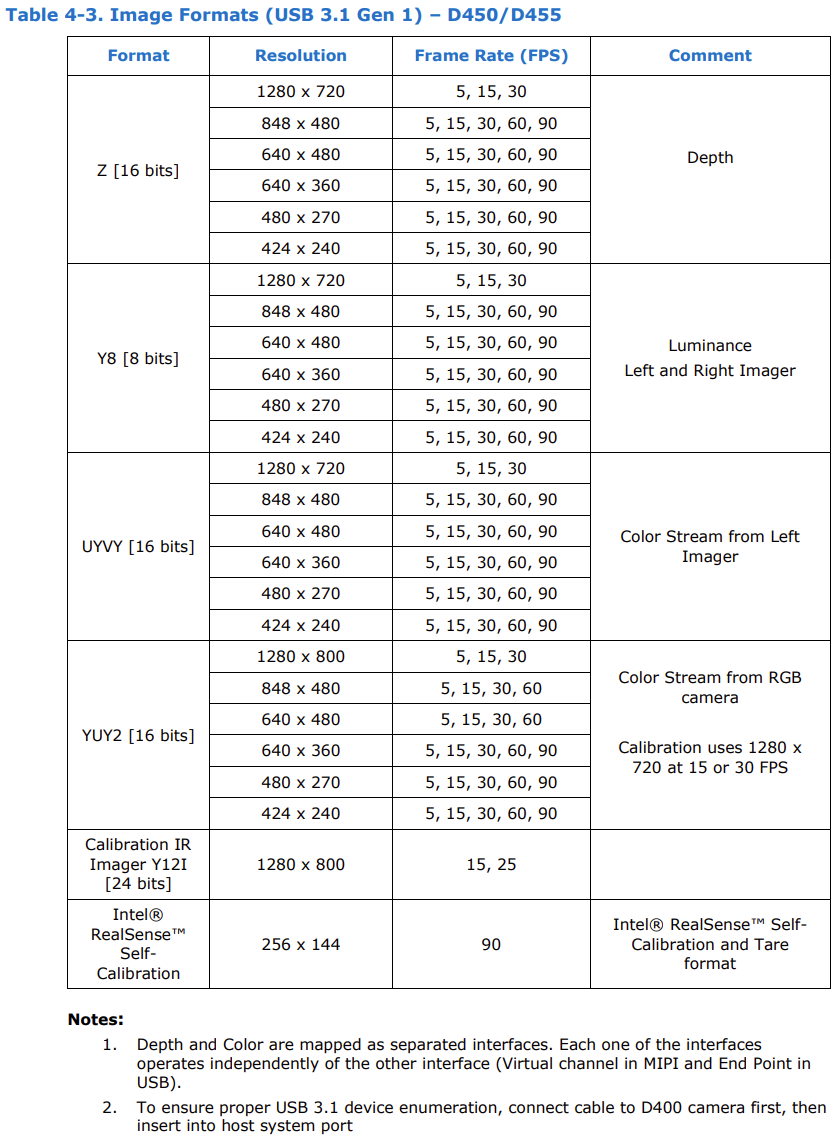 Table 4-3. Image Formats (USB 3.1 Gen 1) – D450/D455
Format Resolution Frame Rate (FPS) Comment
Z [16 bits]
1280 x 720 5, 15, 30
848 x 480 5, 15, 30, 60, 90
640 x 480 5, 15, 30, 60, 90
640 x 360 5, 15, 30, 60, 90
480 x 270 5, 15, 30, 60, 90
424 x 240 5, 15, 30, 60, 90
Depth
Y8 [8 bits]
1280 x 720 5, 15, 30
848 x 480 5, 15, 30, 60, 90
640 x 480 5, 15, 30, 60, 90
640 x 360 5, 15, 30, 60, 90
480 x 270 5, 15, 30, 60, 90
424 x 240 5, 15, 30, 60, 90
Luminance
Left and Right Imager
UYVY [16 bits]
1280 x 720 5, 15, 30
848 x 480 5, 15, 30, 60, 90
640 x 480 5, 15, 30, 60, 90
640 x 360 5, 15, 30, 60, 90
480 x 270 5, 15, 30, 60, 90
424 x 240 5, 15, 30, 60, 90
Color Stream from Left
Imager
YUY2 [16 bits]
1280 x 800 5, 15, 30
848 x 480 5, 15, 30, 60
640 x 480 5, 15, 30, 60
640 x 360 5, 15, 30, 60, 90
480 x 270 5, 15, 30, 60, 90
424 x 240 5, 15, 30, 60, 90
Color Stream from RGB
camera
Calibration uses 1280 x
720 at 15 or 30 FPS
Calibration IR
Imager Y12I
[24 bits]
1280 x 800 15, 25
Intel®
RealSense™
Self-
Calibration
256 x 144 90
Intel® RealSense™ Self-
Calibration and Tare
format
Notes:
1. Depth and Color are mapped as separated interfaces. Each one of the interfaces
operates independently of the other interface (Virtual channel in MIPI and End Point in
USB).
2. To ensure proper USB 3.1 device enumeration, connect cable to D400 camera first, then
insert into host system port